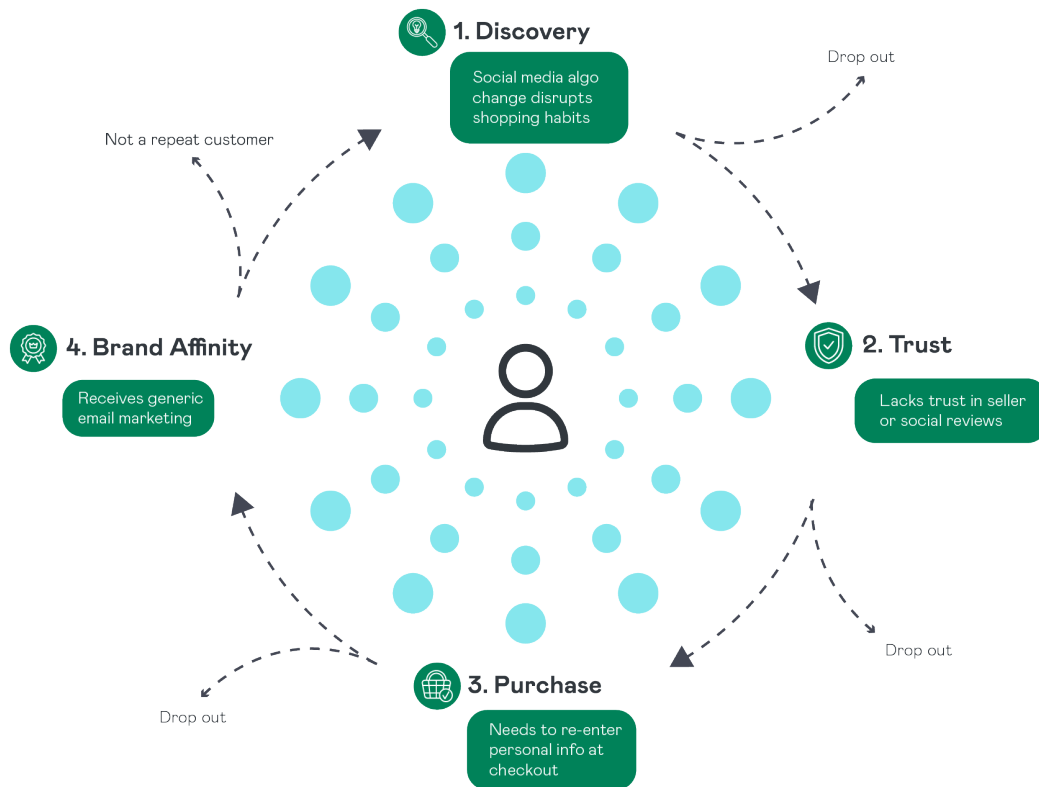 1. Discovery
Social media algo
change disrupts
shopping habits
Drop out
Not a repeat customer
2. Trust
Lacks trust in seller
or social reviews
4. Brand Affinity
Receives generic
email marketing
Drop out
3. Purchase
Needs to re-enter
personal info at
checkout
Drop out